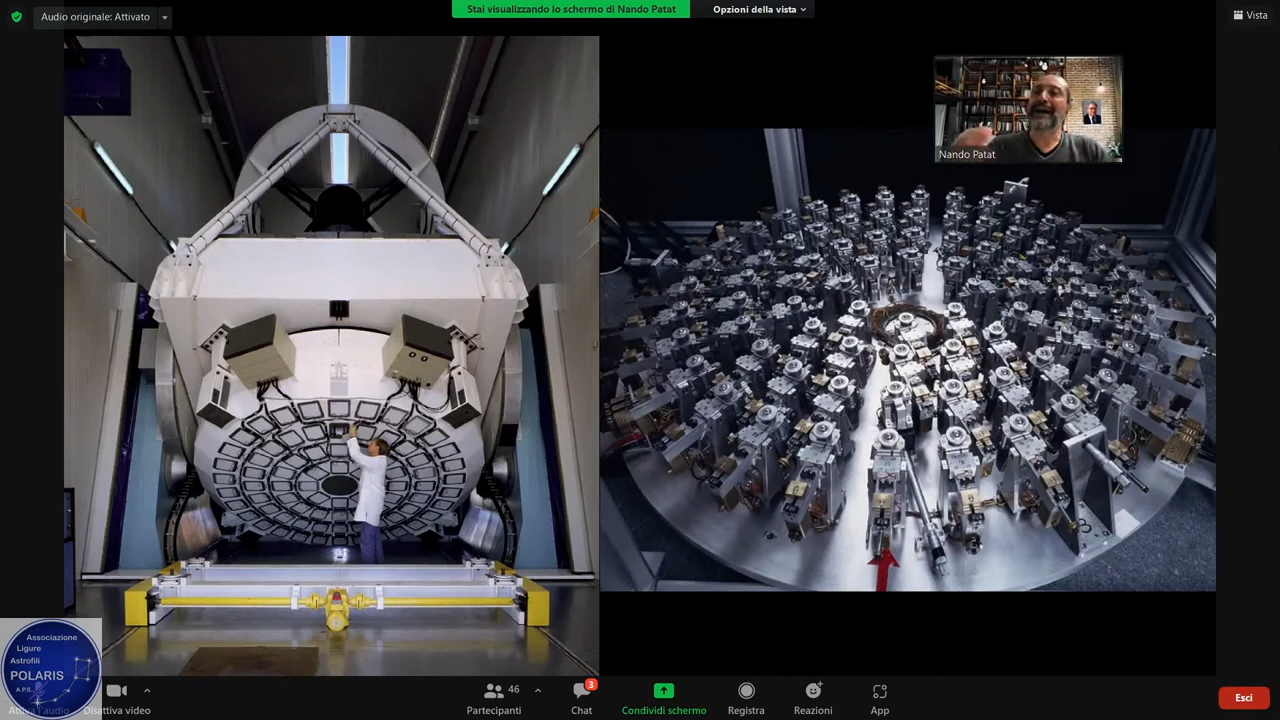 Audio originale: Attivato
Stai visualizzando lo schermo di Nando Patat
Opzioni della vista
Vista
Nando Patat
Associazione
Ligure
Astrofili
POLARIS
A.P.S.
Disattiva video
Partecipanti
46
Chat
3
Condividi schermo
Registra
Reazioni
App
Esci